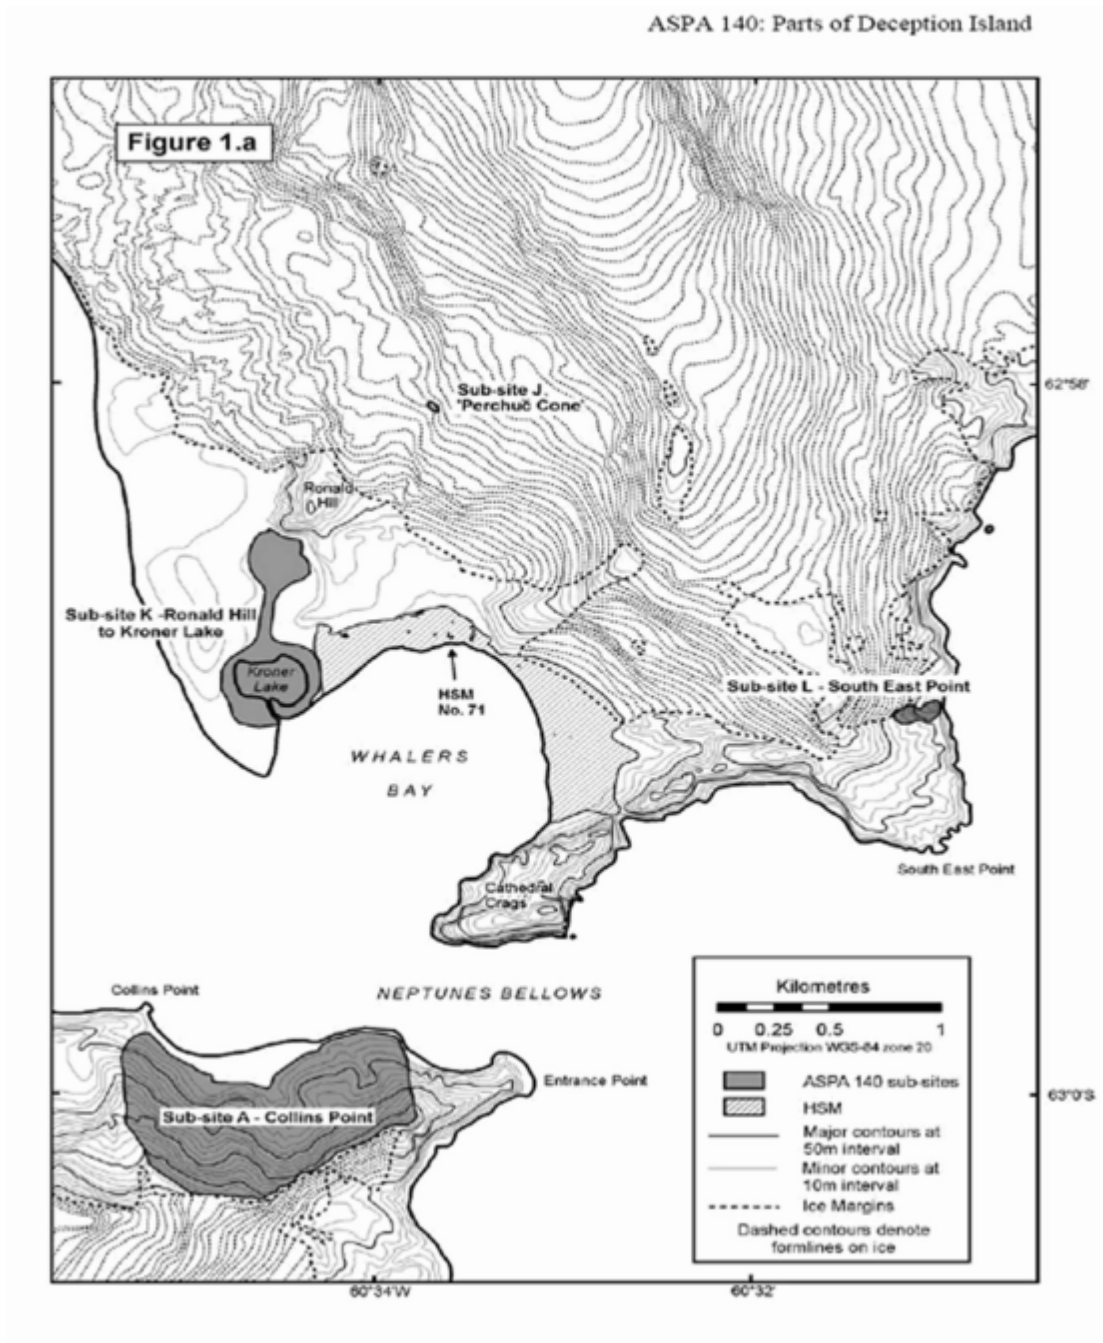 ASPA 140: Parts of Deception Island
Figure 1.a
Sub-site J.
'Perchuč Cone'
62°58'
Ronald
Hill
Sub-site K -Ronald Hill
to Kroner Lake
Kroner
Lake
HSM
No. 71
Sub-site L - South East Point
WHALERS
BAY
South East Point
Cathedral
Crags
Collins Point
NEPTUNES BELLOWS
Entrance Point
Sub-site A - Collins Point
63°0'S
Kilometres
0 0.25 0.5 1
UTM Projection WGS-84 zone 20
ASPA 140 sub-sites
HSM
Major contours at
50m interval
Minor contours at
10m interval
Ice Margins
Dashed contours denote
formlines on ice
60°34'W
60°32'